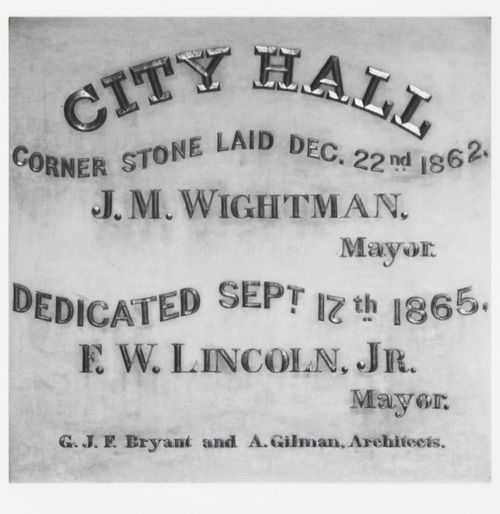 CITY HALL
CORNER STONE LAID DEC. 22nd 1862.
J. M. WIGHTMAN,
Mayor.
DEDICATED SEPT 17th 1865.
F. W. LINCOLN, JR.
Mayor.
G. J. F. Bryant and A. Gilman, Architects.